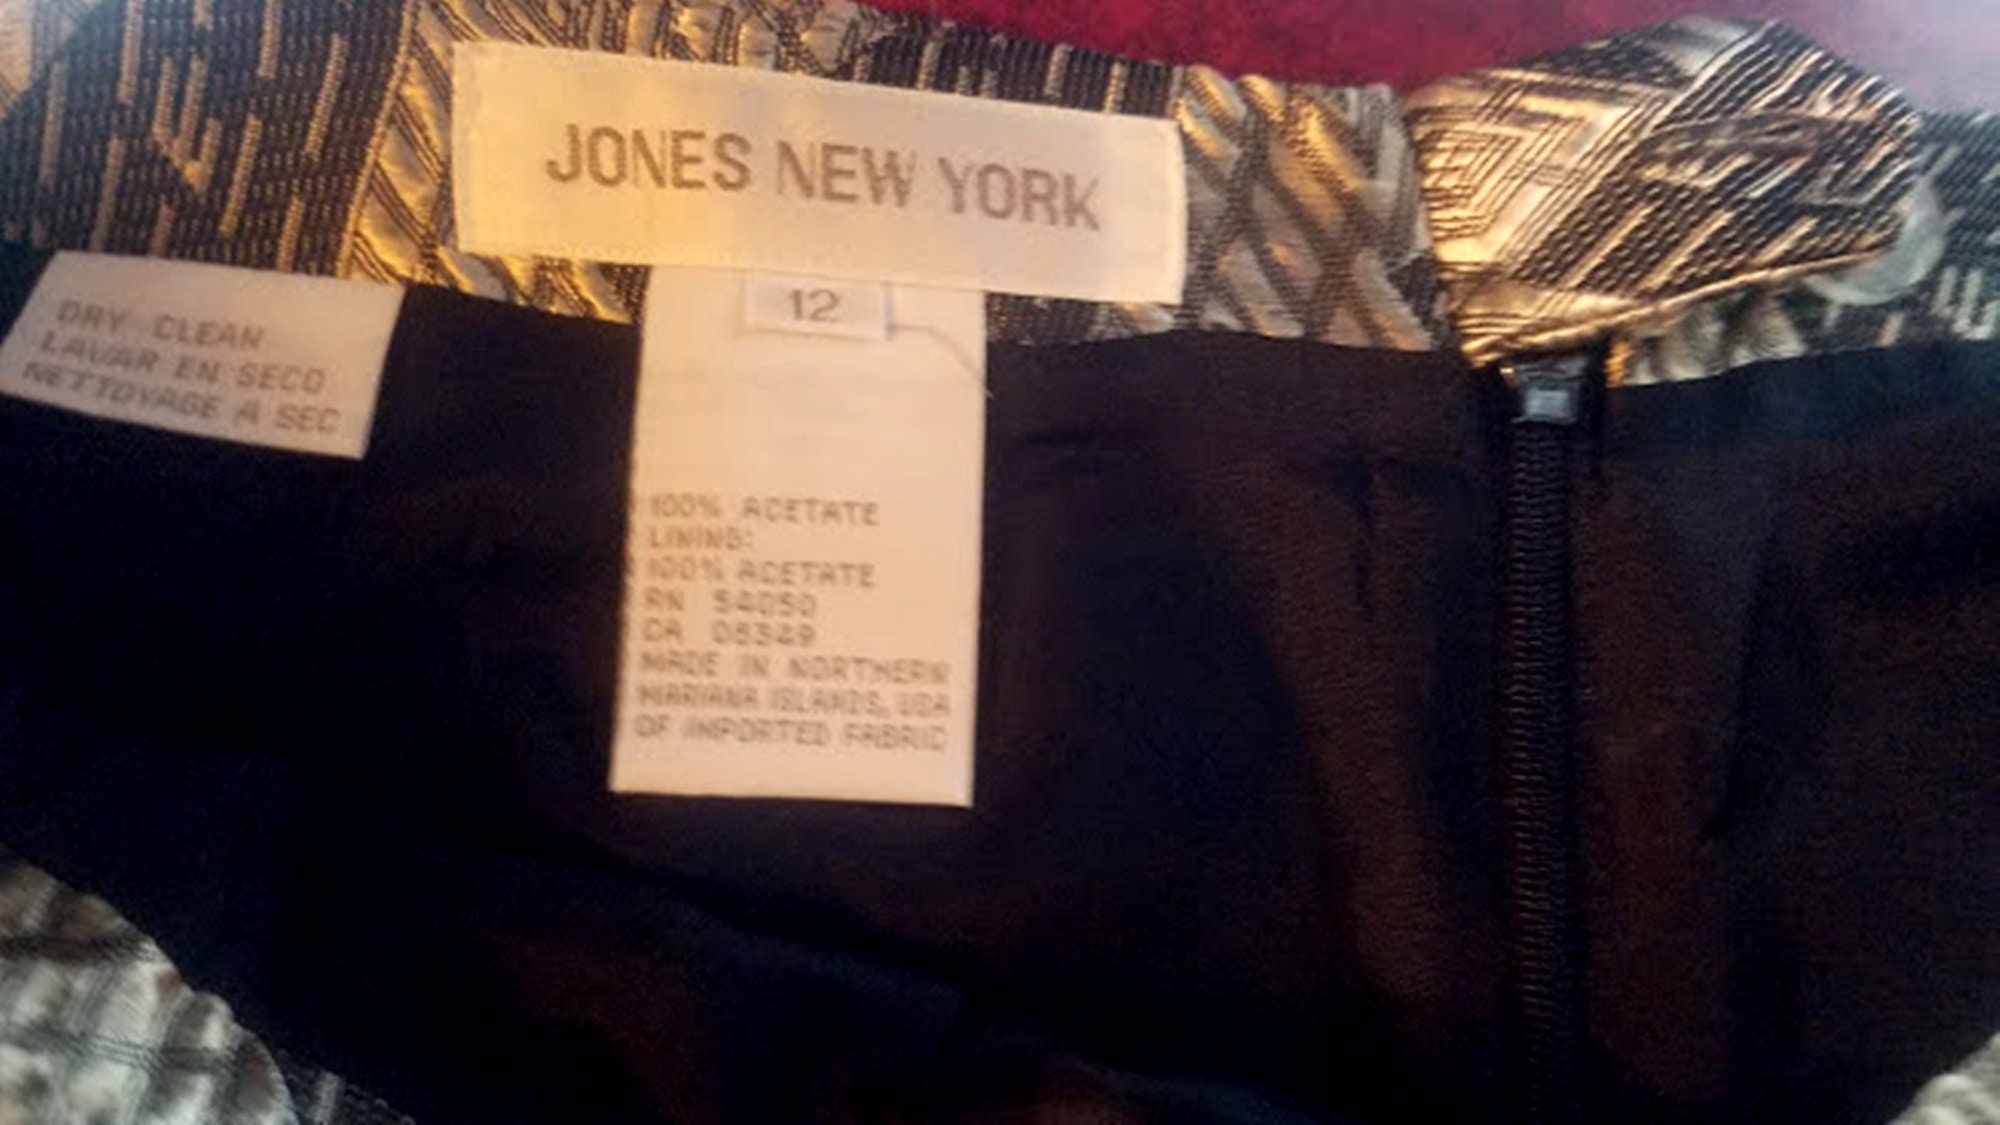 JONES NEW YORK
12
DRY CLEAN
LAVAR EN SECO
NETTOYAGE A SEC
100% ACETATE
LINING:
100% ACETATE
RN 54050
CA 06349
MADE IN NORTHERN
MARIANA ISLANDS, USA
OF IMPORTED FABRIC